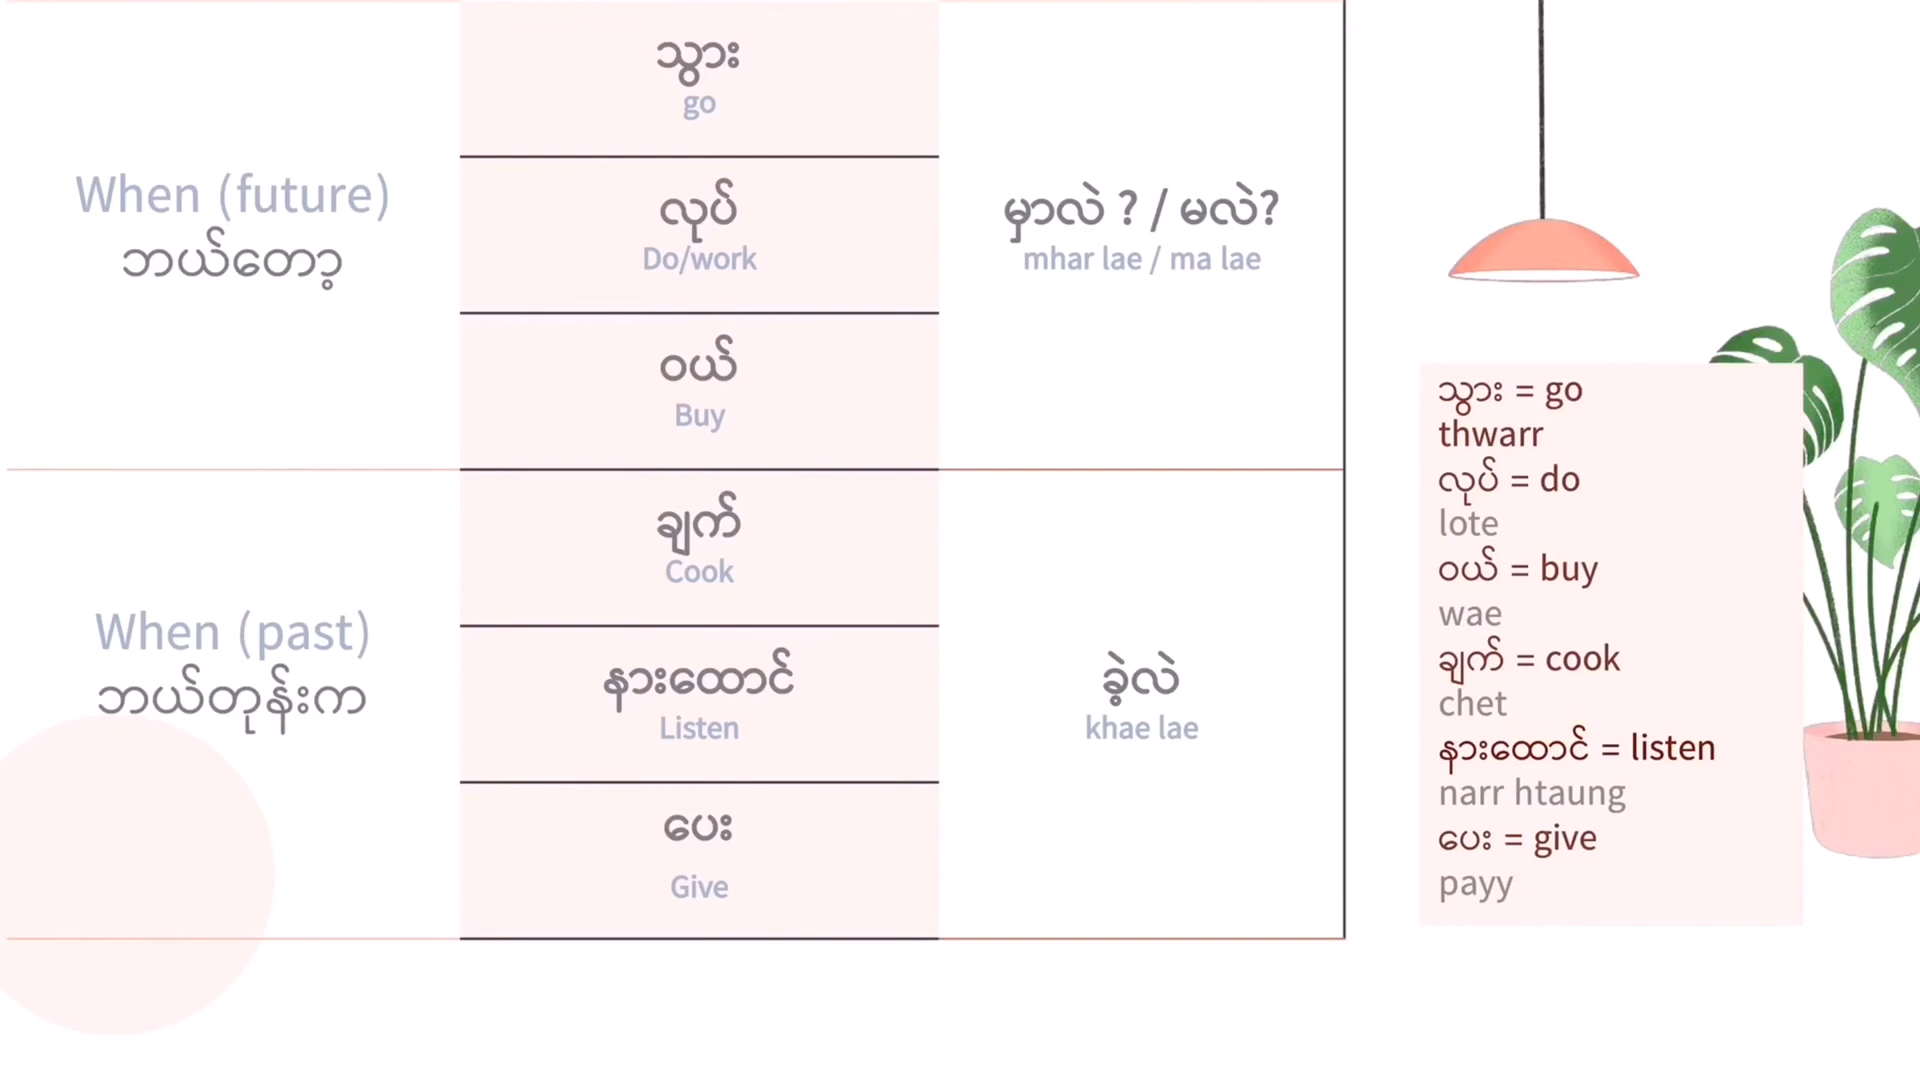 When (future)
ဘယ်တော့
သွား
go
လုပ်
Do/work
ဝယ်
Buy
မှာလဲ ? / မလဲ?
mhar lae / ma lae
When (past)
ဘယ်တုန်းက
ချက်
Cook
နားထောင်
Listen
ပေး
Give
ခဲ့လဲ
khae lae
သွား = go
thwarr
လုပ် = do
lote
ဝယ် = buy
wae
ချက် = cook
chet
နားထောင် = listen
narr htaung
ပေး = give
payy